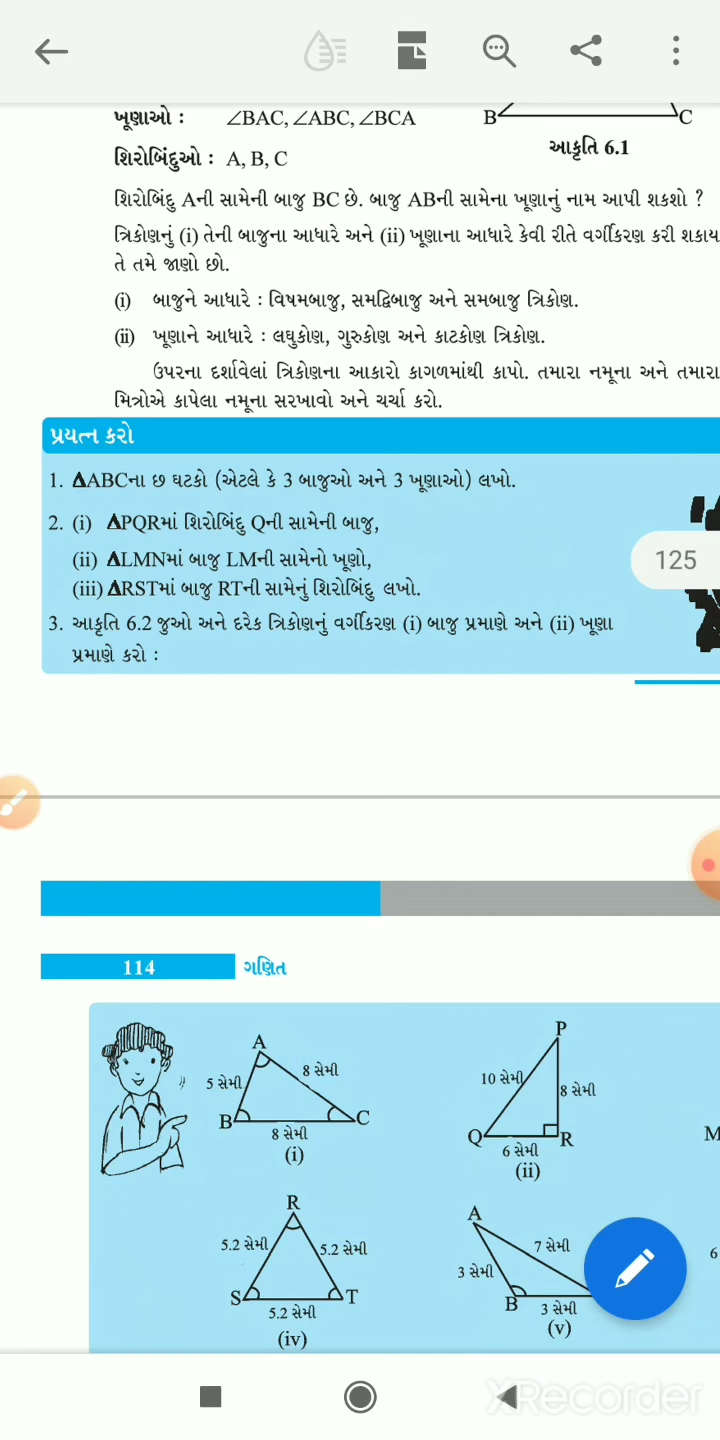 ખૂણાઓ : ∠BAC, ∠ABC, ∠BCA
B C
શિરોબિંદુઓ : A, B, C
આકૃતિ 6.1
શિરોબિંદુ Aની સામેની બાજુ BC છે. બાજુ ABની સામેના ખૂણાનું નામ આપી શકશો ?
ત્રિકોણનું (i) તેની બાજુના આધારે અને (ii) ખૂણાના આધારે કેવી રીતે વર્ગીકરણ કરી શકાય
તે તમે જાણો છો.
(i) બાજુને આધારે : વિષમબાજુ, સમદ્વિબાજુ અને સમબાજુ ત્રિકોણ.
(ii) ખૂણાને આધારે : લઘુકોણ, ગુરુકોણ અને કાટકોણ ત્રિકોણ.
ઉપરના દર્શાવેલાં ત્રિકોણના આકારો કાગળમાંથી કાપો. તમારા નમૂના અને તમારા
મિત્રોએ કાપેલા નમૂના સરખાવો અને ચર્ચા કરો.
પ્રયત્ન કરો
1. ∆ABCના છ ઘટકો (એટલે કે 3 બાજુઓ અને 3 ખૂણાઓ) લખો.
2. (i) ∆PQRમાં શિરોબિંદુ Qની સામેની બાજુ,
(ii) ∆LMNમાં બાજુ LMની સામેનો ખૂણો,
125
(iii) ∆RSTમાં બાજુ RTની સામેનું શિરોબિંદુ લખો.
3. આકૃતિ 6.2 જુઓ અને દરેક ત્રિકોણનું વર્ગીકરણ (i) બાજુ પ્રમાણે અને (ii) ખૂણા
પ્રમાણે કરો :
114 ગણિત
A
5 સેમી 8 સેમી
B C
8 સેમી
(i)
P
10 સેમી 8 સેમી
Q R
6 સેમી
(ii)
M
R
5.2 સેમી 5.2 સેમી
S T
5.2 સેમી
(iv)
A
7 સેમી
3 સેમી
B 3 સેમી
(v)
6
XRecorder